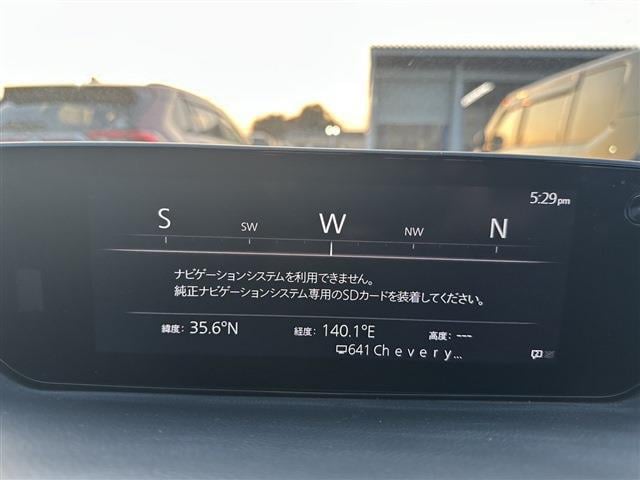 5:29pm
S SW W NW N
ナビゲーションシステムを利用できません。
純正ナビゲーションシステム専用のSDカードを装着してください。
緯度: 35.6°N 経度: 140.1°E 高度: ---
641Chevery...